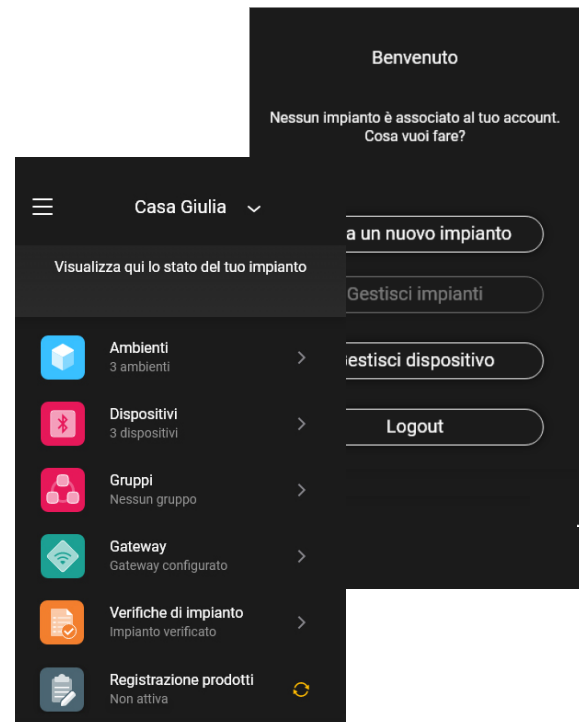 Benvenuto
Nessun impianto è associato al tuo account.
Cosa vuoi fare?
a un nuovo impianto
Gestisci impianti
estisci dispositivo
Logout
Casa Giulia
Visualizza qui lo stato del tuo impianto
Ambienti
3 ambienti
Dispositivi
3 dispositivi
Gruppi
Nessun gruppo
Gateway
Gateway configurato
Verifiche di impianto
Impianto verificato
Registrazione prodotti
Non attiva